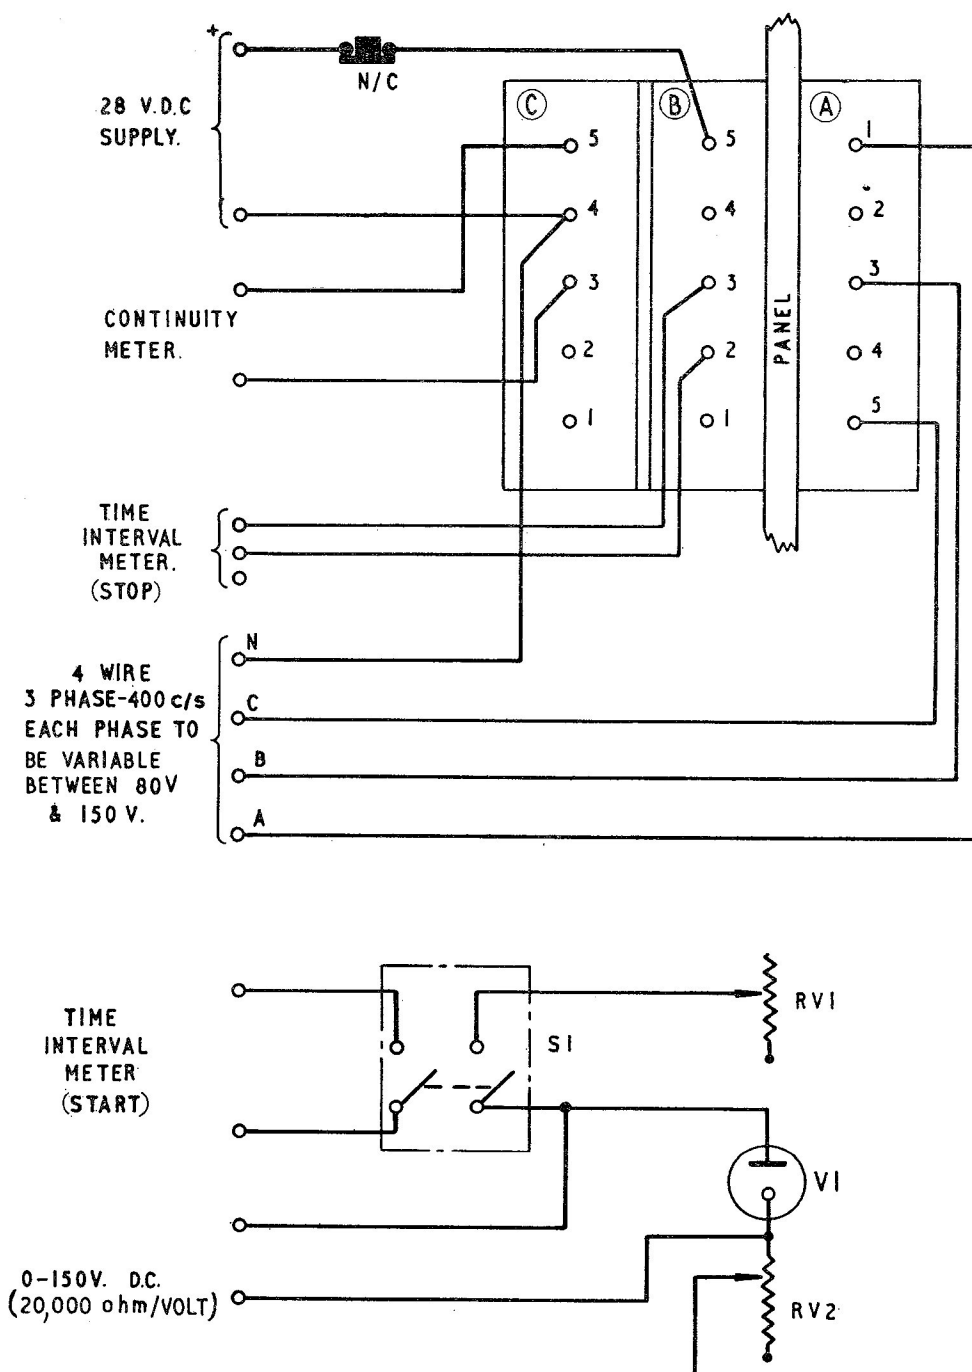 +
28 V.D.C
SUPPLY.
N/C
C
B
A
5
4
3
2
1
5
4
3
2
1
PANEL
1
2
3
4
5
CONTINUITY
METER.
TIME
INTERVAL
METER.
(STOP)
4 WIRE
3 PHASE-400 c/s
EACH PHASE TO
BE VARIABLE
BETWEEN 80V
& 150 V.
N
C
B
A
TIME
INTERVAL
METER
(START)
S1
RV1
V1
0-150V. D.C.
(20,000 ohm/VOLT)
RV2